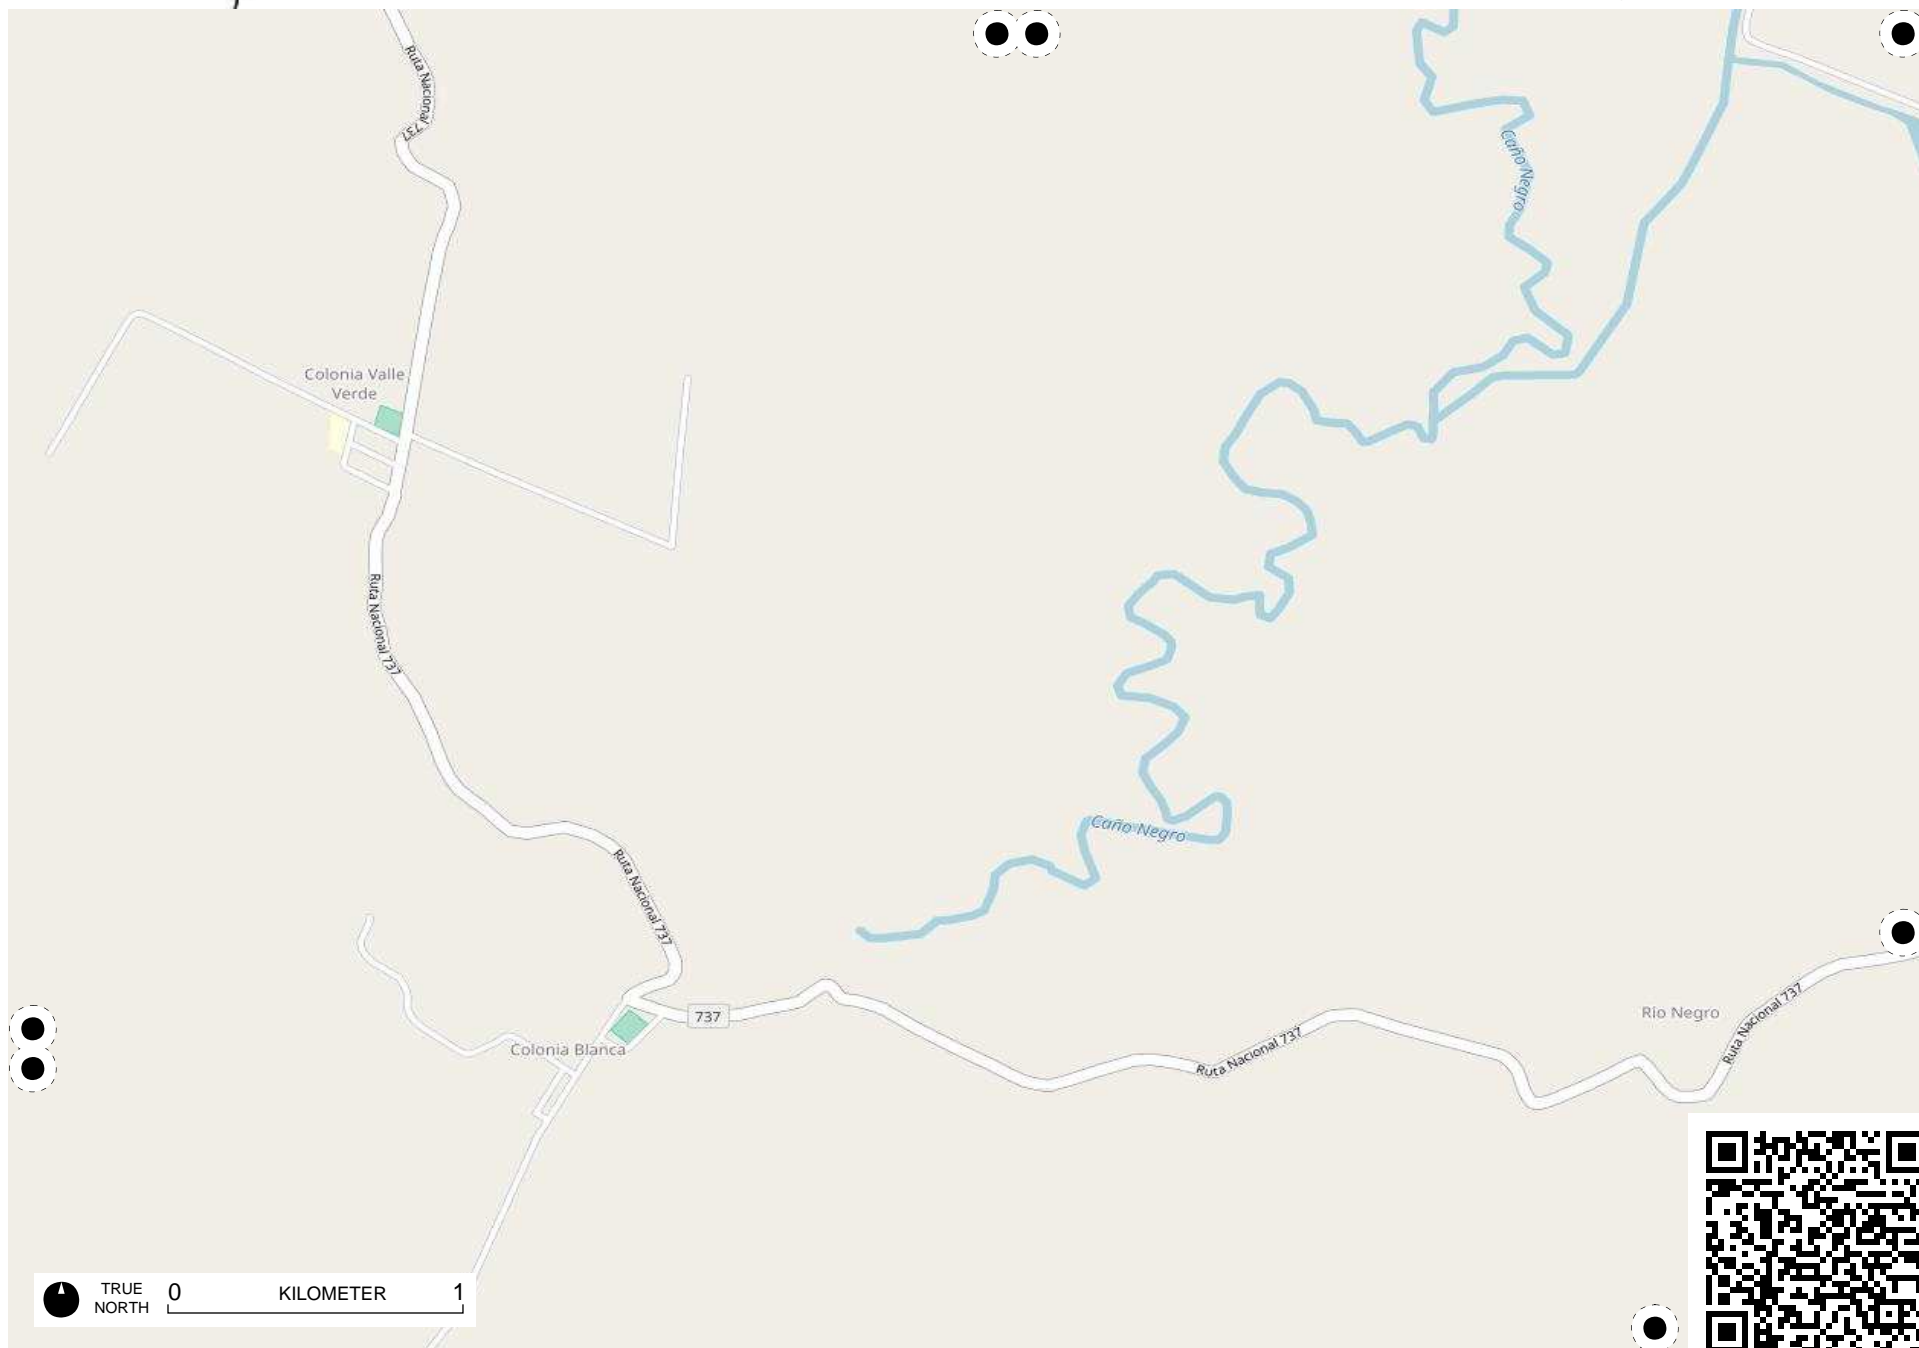 Ruta Nacional 737
Caño Negro
Colonia Valle
Verde
Ruta Nacional 737
Caño Negro
Ruta Nacional 737
737
Río Negro
Ruta Nacional 737
Ruta Nacional 737
Colonia Blanca
TRUE
NORTH
0 KILOMETER 1